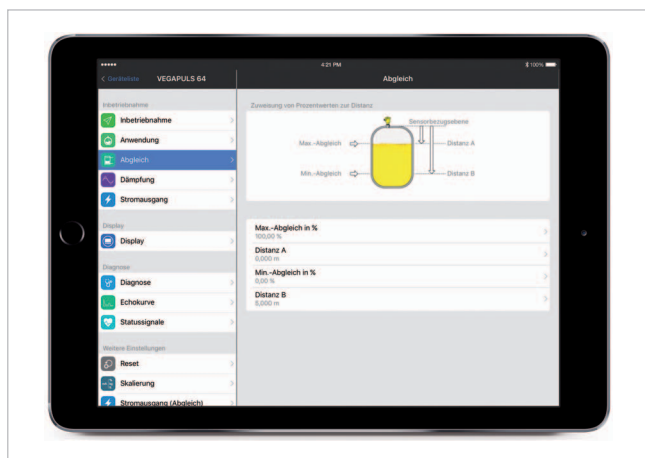 4:21 PM
100%
Geräteliste
VEGAPULS 64
Abgleich
Inbetriebnahme
Inbetriebnahme
Anwendung
Abgleich
Dämpfung
Stromausgang
Display
Display
Diagnose
Diagnose
Echokurve
Statussignale
Weitere Einstellungen
Reset
Skalierung
Stromausgang (Abgleich)
Zuweisung von Prozentwerten zur Distanz
Sensorbezugsebene
Max.-Abgleich
Distanz A
Min.-Abgleich
Distanz B
Max.-Abgleich in %
100,00 %
Distanz A
0,000 m
Min.-Abgleich in %
0,00 %
Distanz B